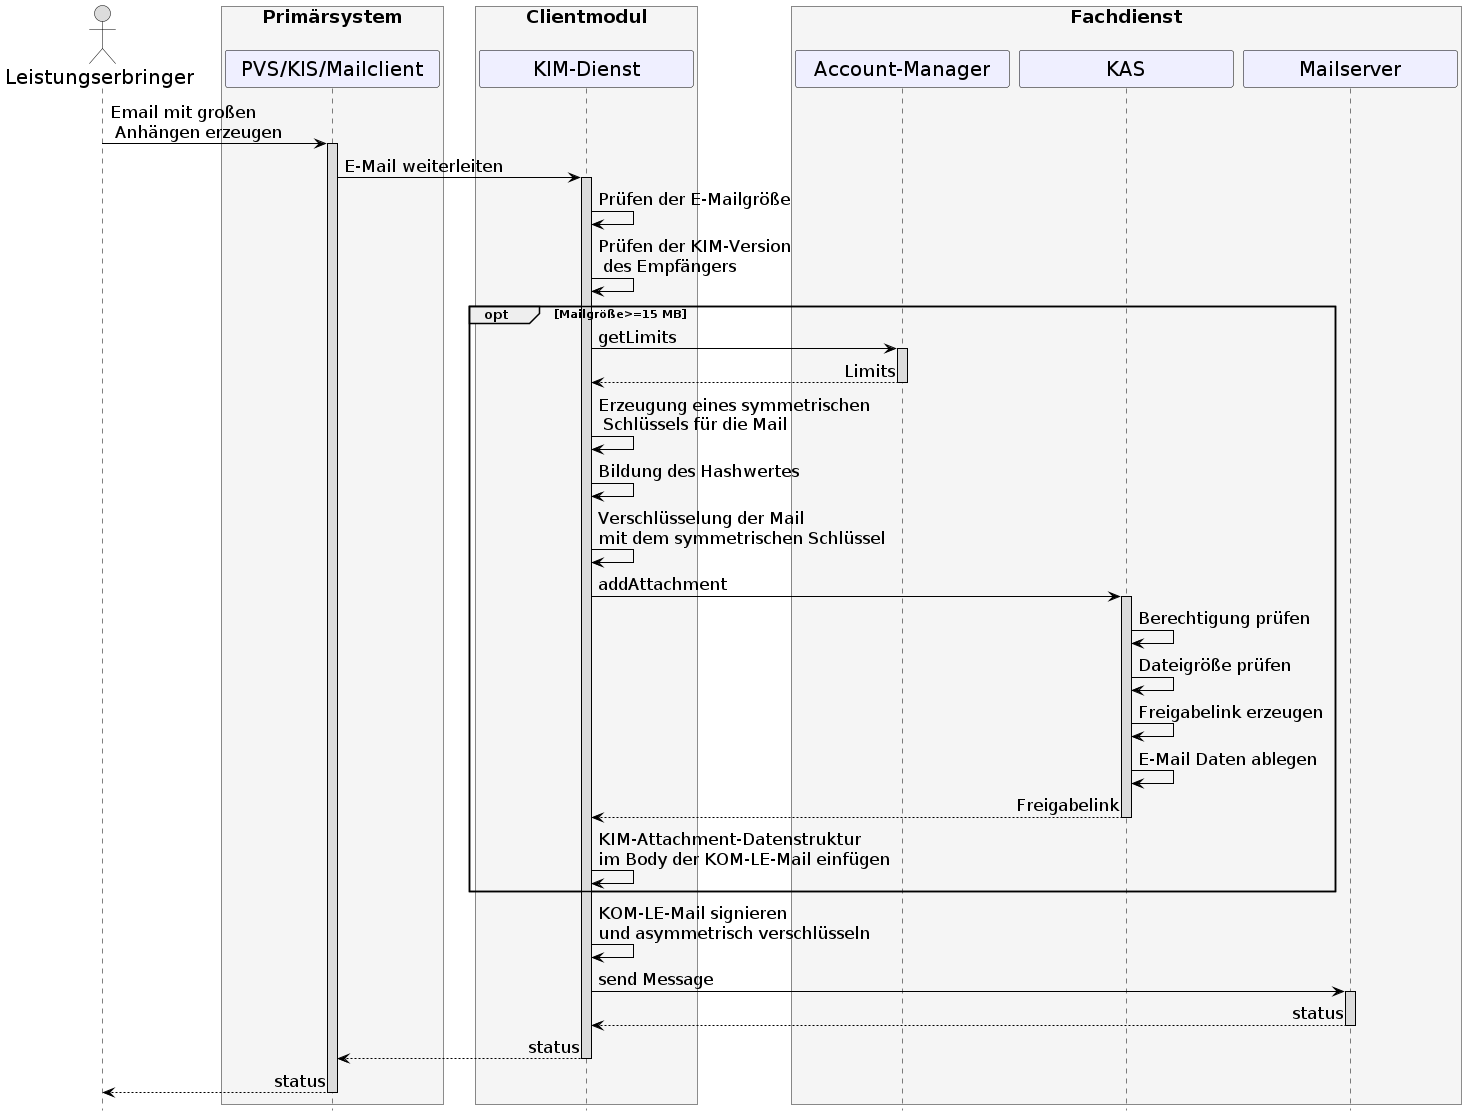 Primärsystem
Clientmodul
Fachdienst
Leistungserbringer
PVS/KIS/Mailclient
KIM-Dienst
Account-Manager
KAS
Mailserver
Email mit großen
Anhängen erzeugen
E-Mail weiterleiten
Prüfen der E-Mailgröße
Prüfen der KIM-Version
des Empfängers
opt
[Mailgröße>=15 MB]
getLimits
Limits
Erzeugung eines symmetrischen
Schlüssels für die Mail
Bildung des Hashwertes
Verschlüsselung der Mail
mit dem symmetrischen Schlüssel
addAttachment
Berechtigung prüfen
Dateigröße prüfen
Freigabelink erzeugen
E-Mail Daten ablegen
Freigabelink
KIM-Attachment-Datenstruktur
im Body der KOM-LE-Mail einfügen
KOM-LE-Mail signieren
und asymmetrisch verschlüsseln
send Message
status
status
status